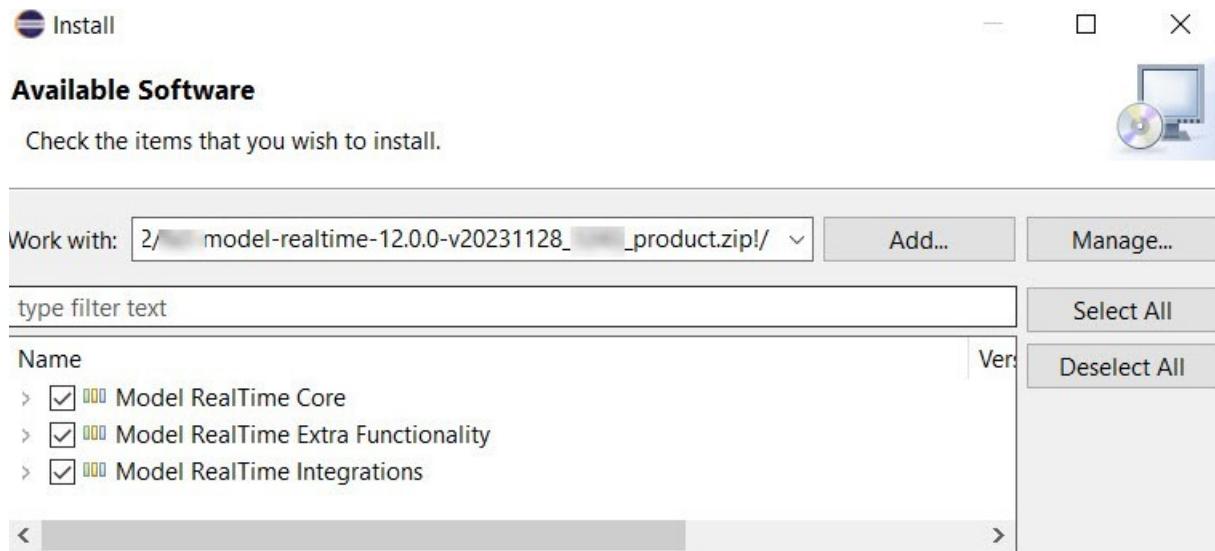 Install
Available Software
Check the items that you wish to install.
Work with: 2/ model-realtime-12.0.0-v20231128_ _product.zip!/ Add... Manage...
type filter text Select All
Name Vers Deselect All
Model RealTime Core
Model RealTime Extra Functionality
Model RealTime Integrations